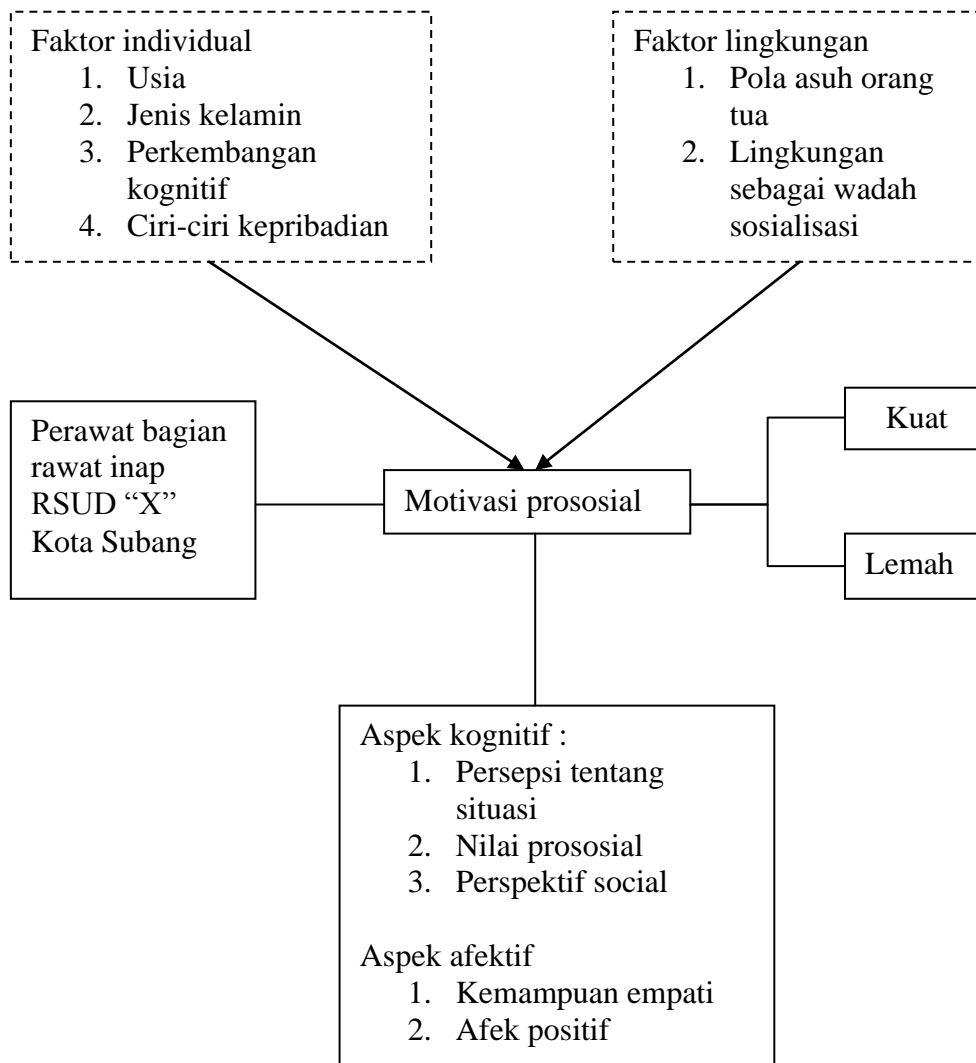 Faktor individual
1. Usia
2. Jenis kelamin
3. Perkembangan
kognitif
4. Ciri-ciri kepribadian
Faktor lingkungan
1. Pola asuh orang
tua
2. Lingkungan
sebagai wadah
sosialisasi
Perawat bagian
rawat inap
RSUD “X”
Kota Subang
Motivasi prososial
Kuat
Lemah
Aspek kognitif :
1. Persepsi tentang
situasi
2. Nilai prososial
3. Perspektif social
Aspek afektif
1. Kemampuan empati
2. Afek positif